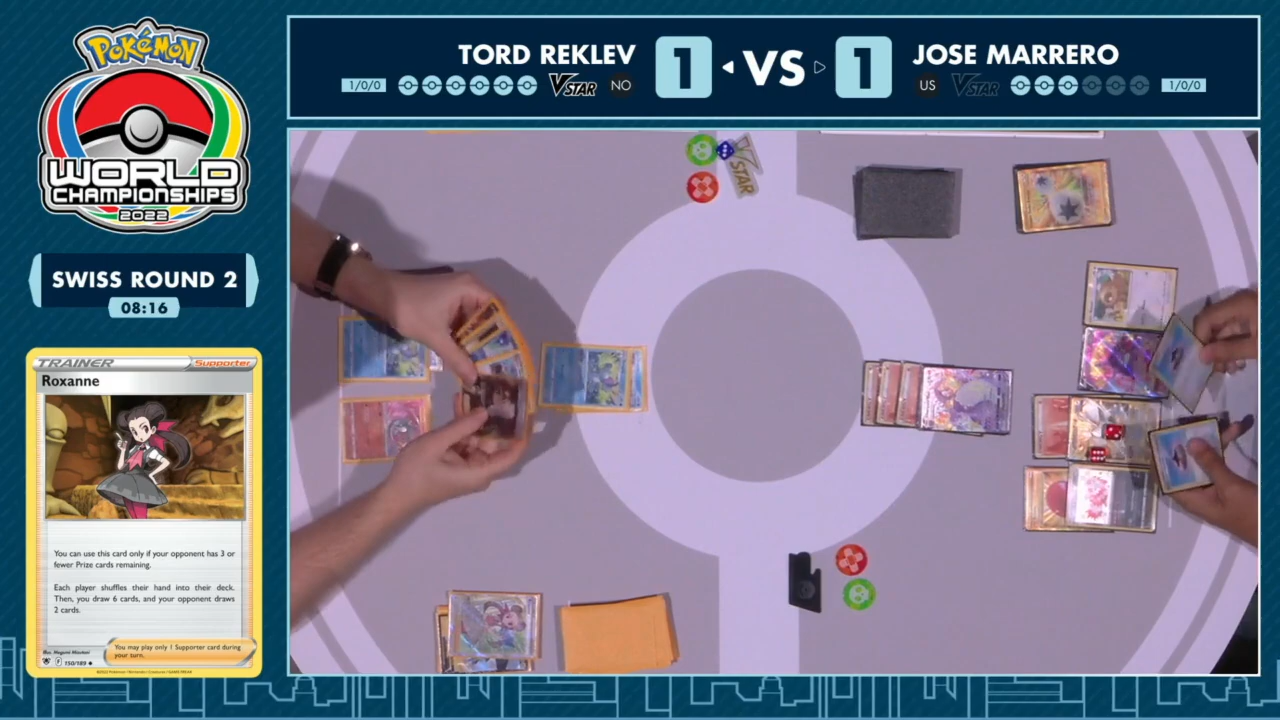 POKÉMON
WORLD
CHAMPIONSHIPS
2022
TORD REKLEV
1
VS
1
JOSE MARRERO
1/0/0
VSTAR
NO
US
VSTAR
1/0/0
SWISS ROUND 2
08:16
TRAINER
Supporter
Roxanne
You can use this card only if your opponent has 3 or
fewer Prize cards remaining.
Each player shuffles their hand into their deck.
Then, you draw 6 cards, and your opponent draws
2 cards.
You may play only 1 Supporter card during
your turn.
150/189
VSTAR